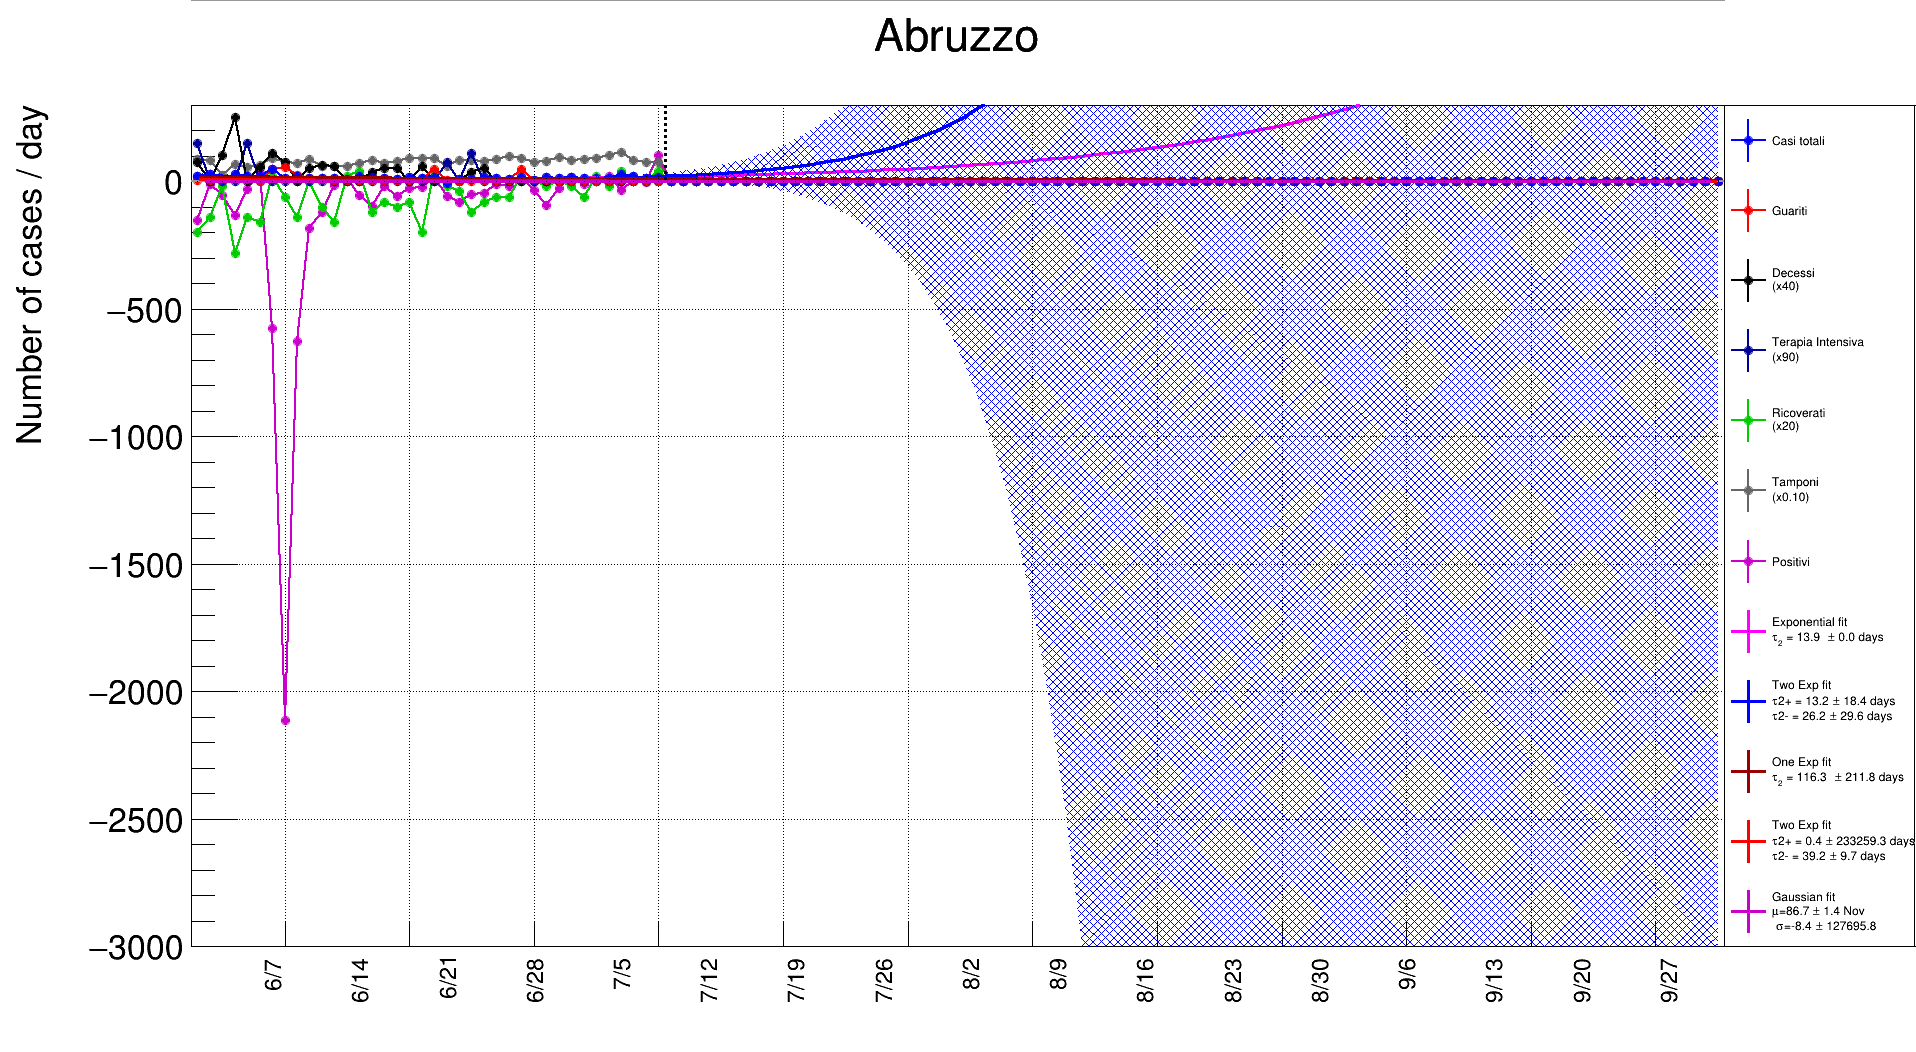 Abruzzo
Number of cases / day
0
−500
−1000
−1500
−2000
−2500
−3000
6/7
6/14
6/21
6/28
7/5
7/12
7/19
7/26
8/2
8/9
8/16
8/23
8/30
9/6
9/13
9/20
9/27
Casi totali
Guariti
Decessi
(x40)
Terapia Intensiva
(x90)
Ricoverati
(x20)
Tamponi
(x0.10)
Positivi
Exponential fit
τ2 = 13.9 ± 0.0 days
Two Exp fit
τ2+ = 13.2 ± 18.4 days
τ2- = 26.2 ± 29.6 days
One Exp fit
τ2 = 116.3 ± 211.8 days
Two Exp fit
τ2+ = 0.4 ± 233259.3 days
τ2- = 39.2 ± 9.7 days
Gaussian fit
μ=86.7 ± 1.4 Nov
σ=-8.4 ± 127695.8